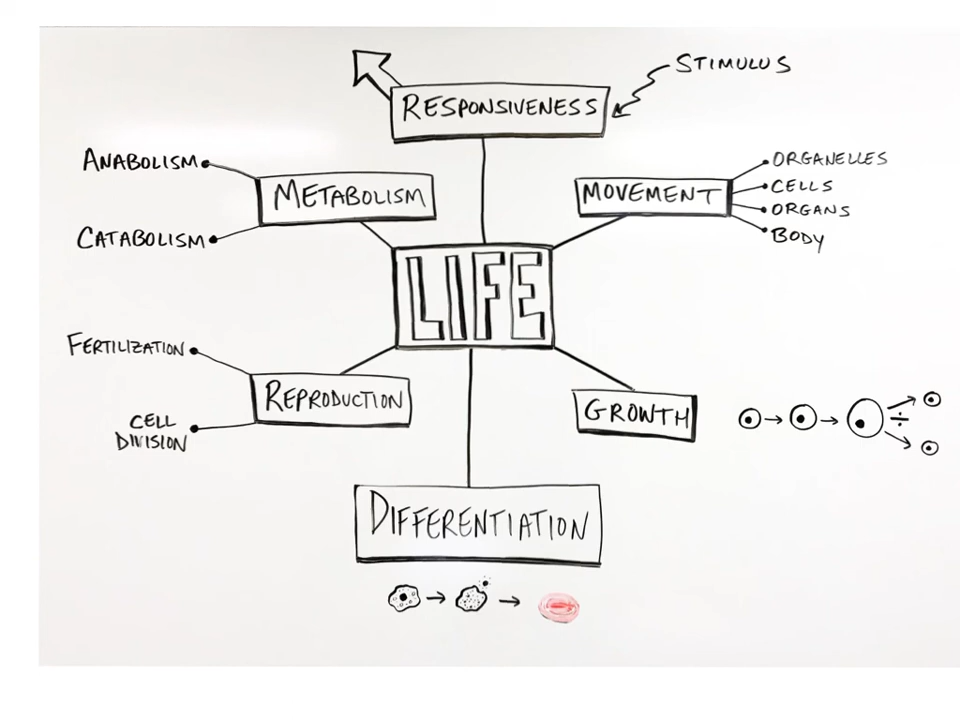 STIMULUS
RESPONSIVENESS
ANABOLISM
METABOLISM
CATABOLISM
MOVEMENT
ORGANELLES
CELLS
ORGANS
BODY
LIFE
FERTILIZATION
REPRODUCTION
CELL
DIVISION
GROWTH
÷
DIFFERENTIATION